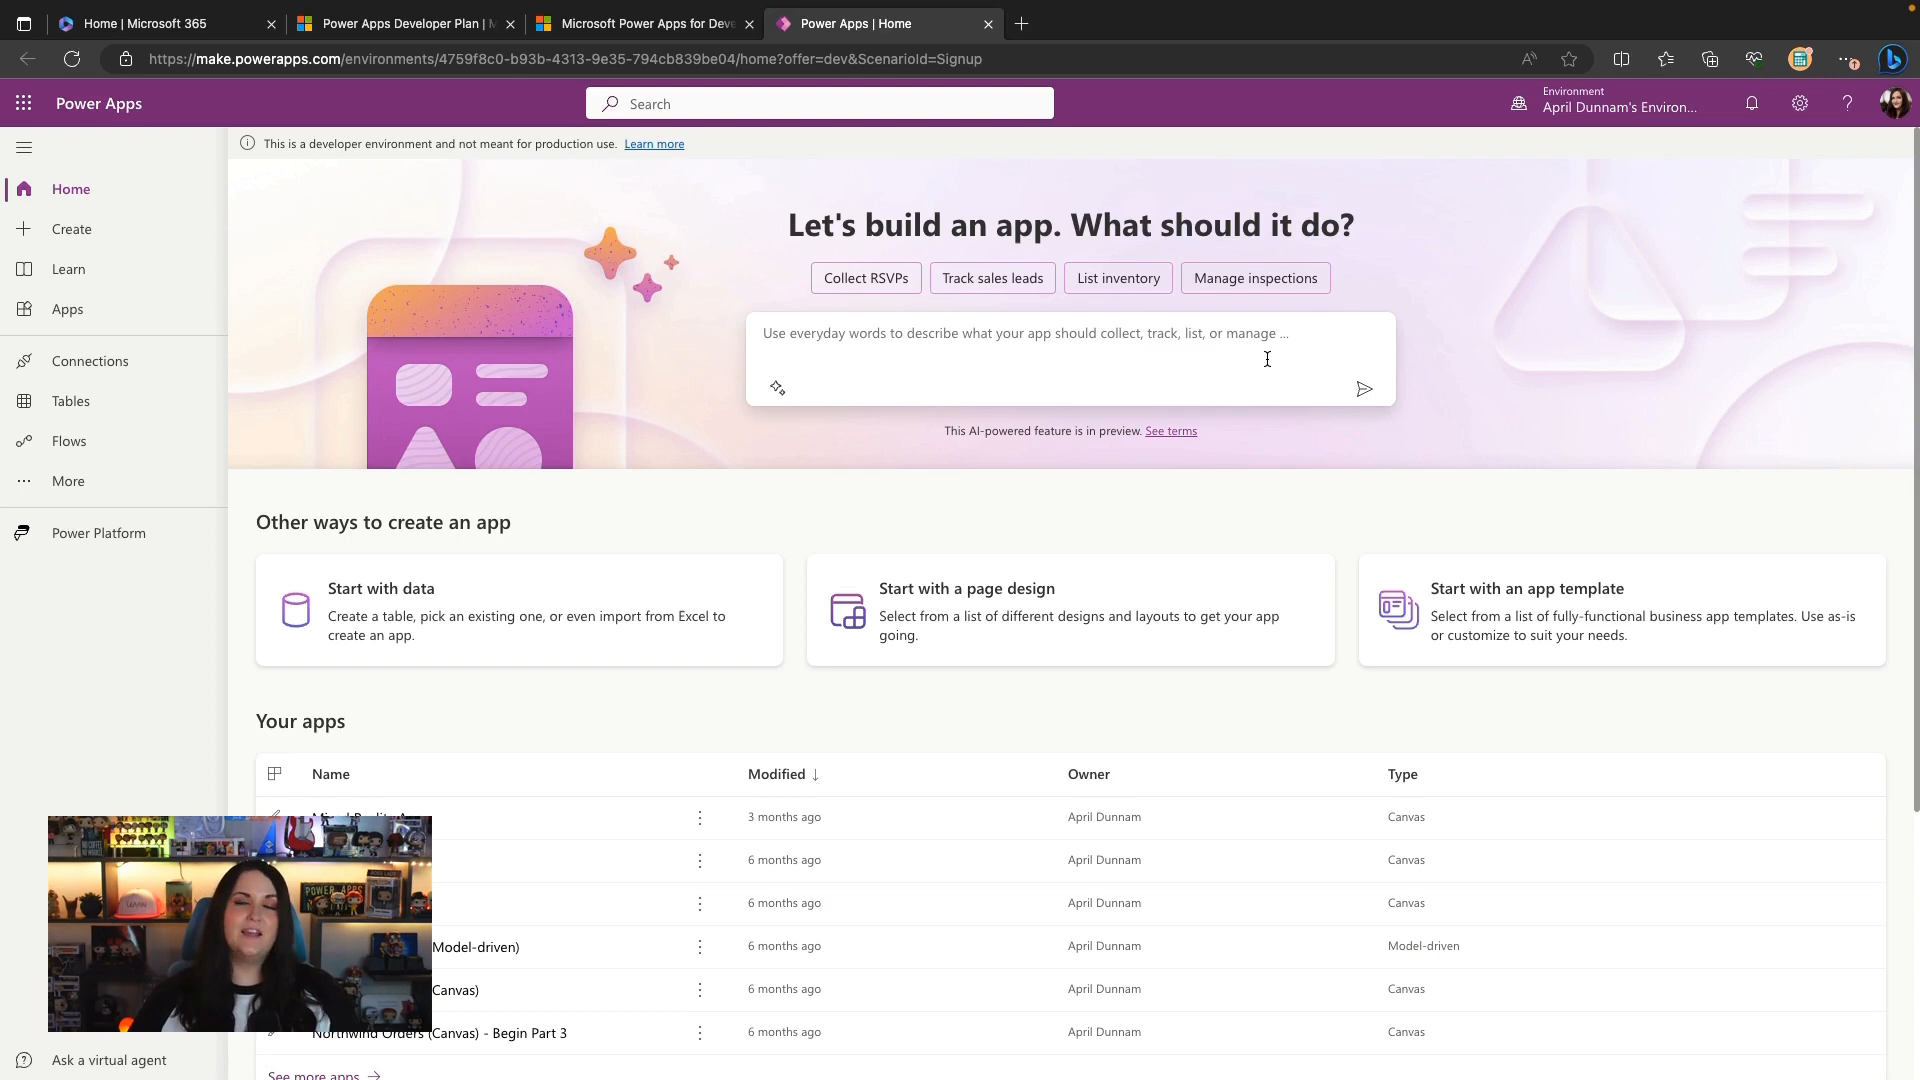 Home | Microsoft 365
Power Apps Developer Plan | M
Microsoft Power Apps for Deve
Power Apps | Home
https://make.powerapps.com/environments/4759f8c0-b93b-4313-9e35-794cb839be04/home?offer=dev&ScenarioId=Signup
Power Apps
Search
Environment
April Dunnam's Environ...
This is a developer environment and not meant for production use. Learn more
Home
Create
Learn
Apps
Connections
Tables
Flows
More
Power Platform
Ask a virtual agent
Let's build an app. What should it do?
Collect RSVPs
Track sales leads
List inventory
Manage inspections
Use everyday words to describe what your app should collect, track, list, or manage ...
This AI-powered feature is in preview. See terms
Other ways to create an app
Start with data
Create a table, pick an existing one, or even import from Excel to
create an app.
Start with a page design
Select from a list of different designs and layouts to get your app
going.
Start with an app template
Select from a list of fully-functional business app templates. Use as-is
or customize to suit your needs.
Your apps
Name Modified ↓ Owner Type
3 months ago April Dunnam Canvas
6 months ago April Dunnam Canvas
6 months ago April Dunnam Canvas
Model-driven) 6 months ago April Dunnam Model-driven
Canvas) 6 months ago April Dunnam Canvas
Northwind Orders (Canvas) - Begin Part 3 6 months ago April Dunnam Canvas
See more apps →
POWER APPS